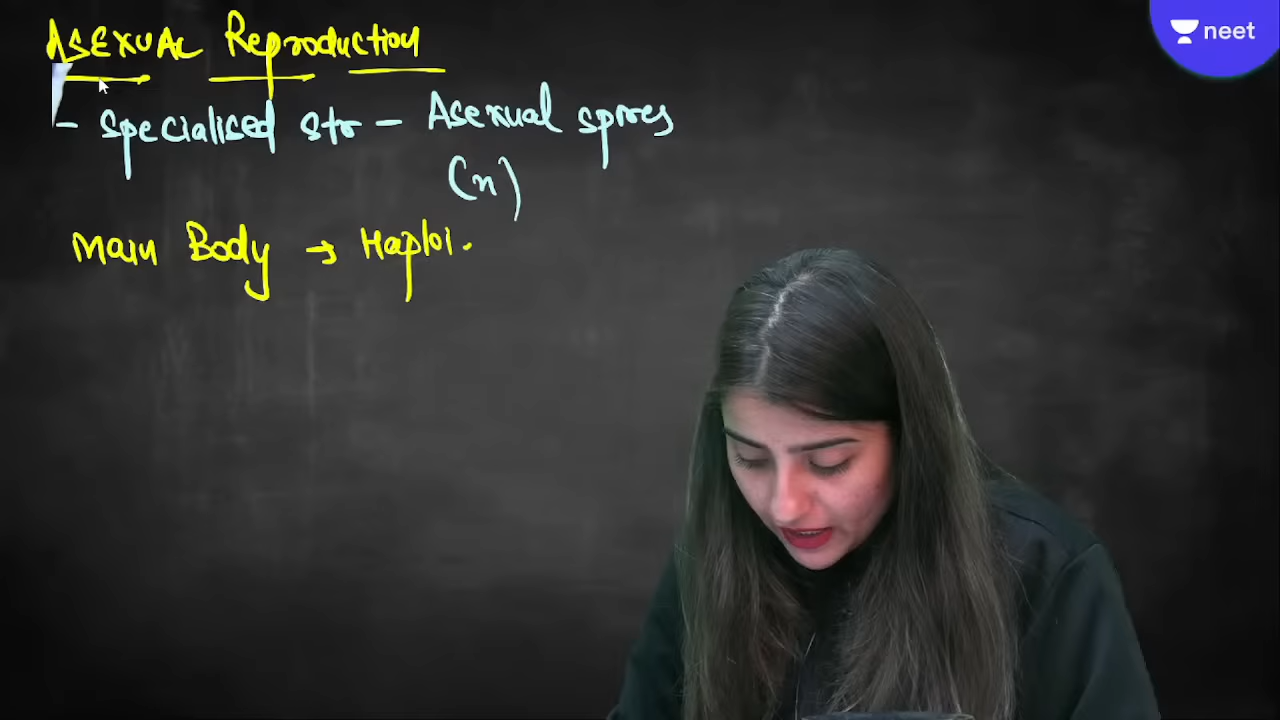 ASEXUAL Reproduction
neet
- Specialised Str - Asexual spores
(n)
Main Body → Haploi.